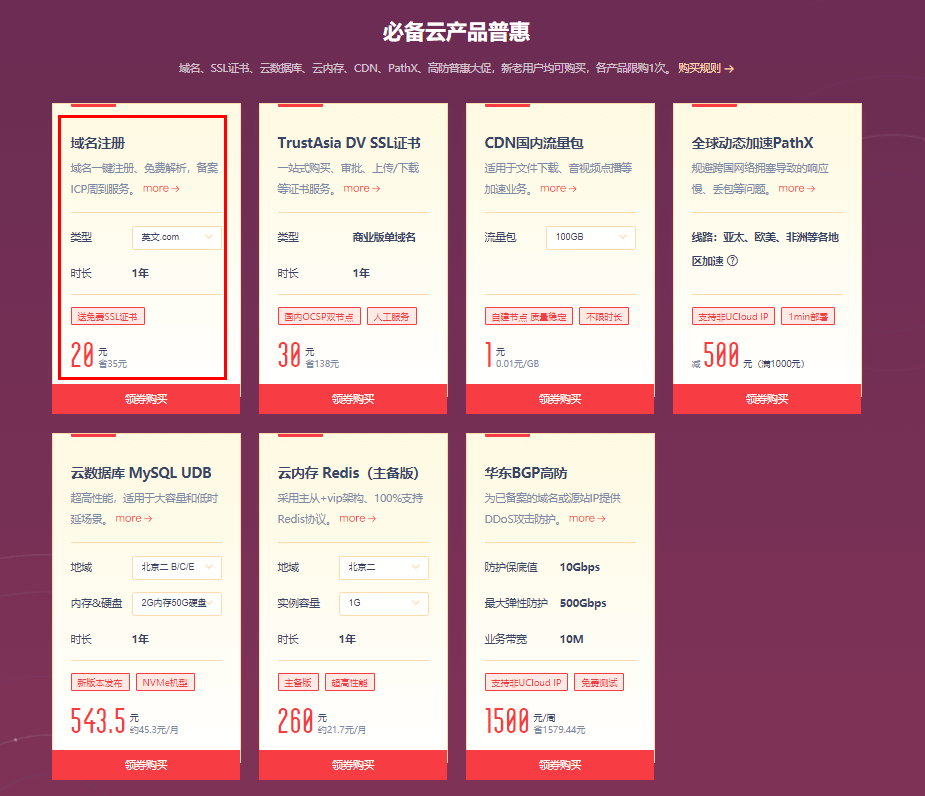 必备云产品普惠
域名、SSL证书、云数据库、云内存、CDN、PathX、高防普惠大促，新老用户均可购买，各产品限购1次。 购买规则 →
域名注册
域名一键注册、免费解析，备案
ICP周到服务。 more →
类型 英文.com
时长 1年
送免费SSL证书
20 元
省35元
领券购买
TrustAsia DV SSL证书
一站式购买、审批、上传/下载
等证书服务。 more →
类型 商业版单域名
时长 1年
国内OCSP双节点 人工服务
30 元
省138元
领券购买
CDN国内流量包
适用于文件下载、音视频点播等
加速业务。 more →
流量包 100GB
自建节点 质量稳定 不限时长
1 元
0.01元/GB
领券购买
全球动态加速PathX
规避跨国网络拥塞导致的响应
慢、丢包等问题。 more →
线路：亚太、欧美、非洲等各地
区加速 ?
支持非UCloud IP 1min部署
减 500 元（满1000元）
领券购买
云数据库 MySQL UDB
超高性能，适用于大容量和低时
延场景。 more →
地域 北京二 B/C/E
内存&硬盘 2G内存50G硬盘
时长 1年
新版本发布 NVMe机型
543.5 元
约45.3元/月
领券购买
云内存 Redis（主备版）
采用主从+vip架构、100%支持
Redis协议。 more →
地域 北京二
实例容量 1G
时长 1年
主备版 超高性能
260 元
约21.7元/月
领券购买
华东BGP高防
为已备案的域名或源站IP提供
DDoS攻击防护。 more →
防护保底值 10Gbps
最大弹性防护 500Gbps
业务带宽 10M
支持非UCloud IP 免费测试
1500 元/周
省1579.44元
领券购买